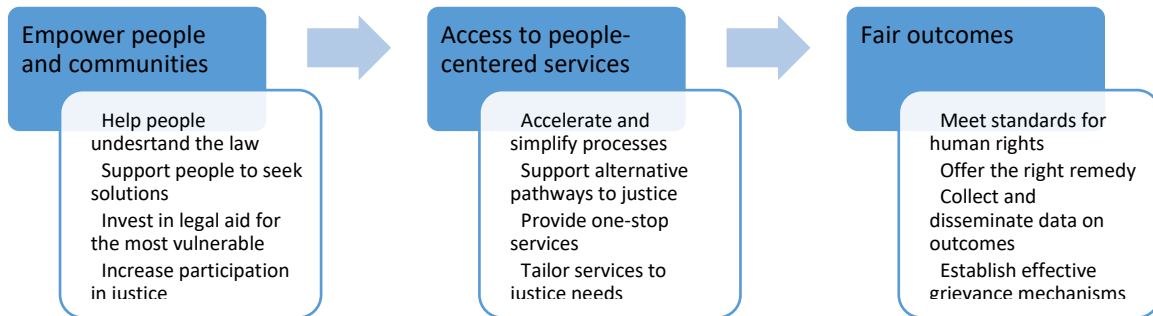 Empower people
and communities
Help people
undesrtand the law
Support people to seek
solutions
Invest in legal aid for
the most vulnerable
Increase participation
in justice
Access to people-
centered services
Accelerate and
simplify processes
Support alternative
pathways to justice
Provide one-stop
services
Tailor services to
justice needs
Fair outcomes
Meet standards for
human rights
Offer the right remedy
Collect and
disseminate data on
outcomes
Establish effective
grievance mechanisms